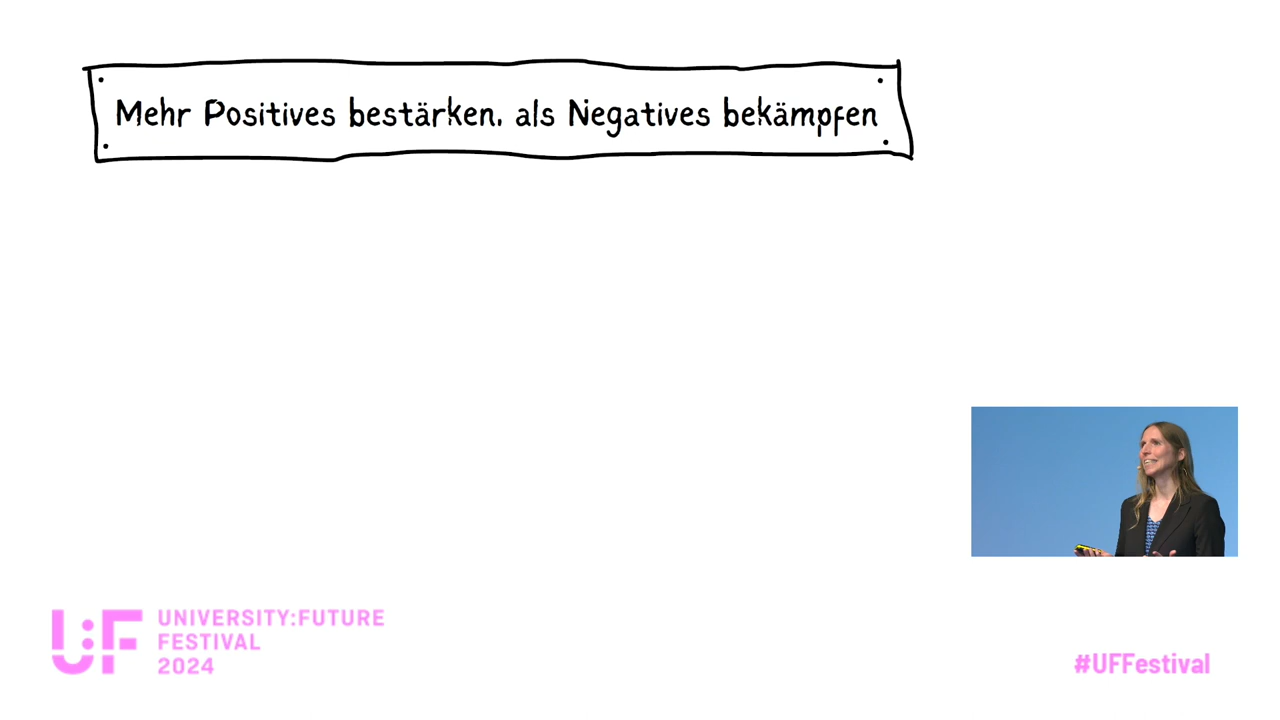 Mehr Positives bestärken, als Negatives bekämpfen
U:F
UNIVERSITY:FUTURE
FESTIVAL
2024
#UFFestival